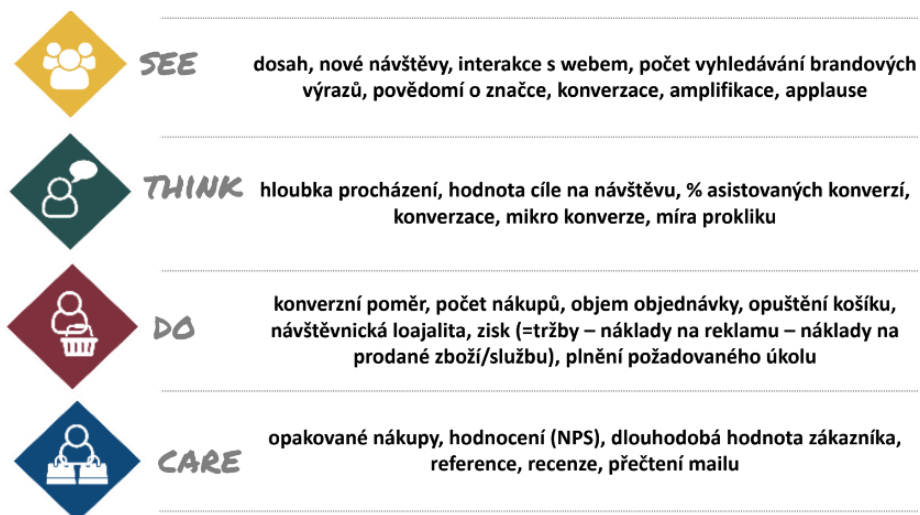 SEE
dosah, nové návštěvy, interakce s webem, počet vyhledávání brandových
výrazů, povědomí o značce, konverzace, amplifikace, applause
THINK
hloubka procházení, hodnota cíle na návštěvu, % asistovaných konverzí,
konverzace, mikro konverze, míra prokliku
DO
konverzní poměr, počet nákupů, objem objednávky, opuštění košíku,
návštěvnická loajalita, zisk (=tržby – náklady na reklamu – náklady na
prodané zboží/službu), plnění požadovaného úkolu
CARE
opakované nákupy, hodnocení (NPS), dlouhodobá hodnota zákazníka,
reference, recenze, přečtení mailu